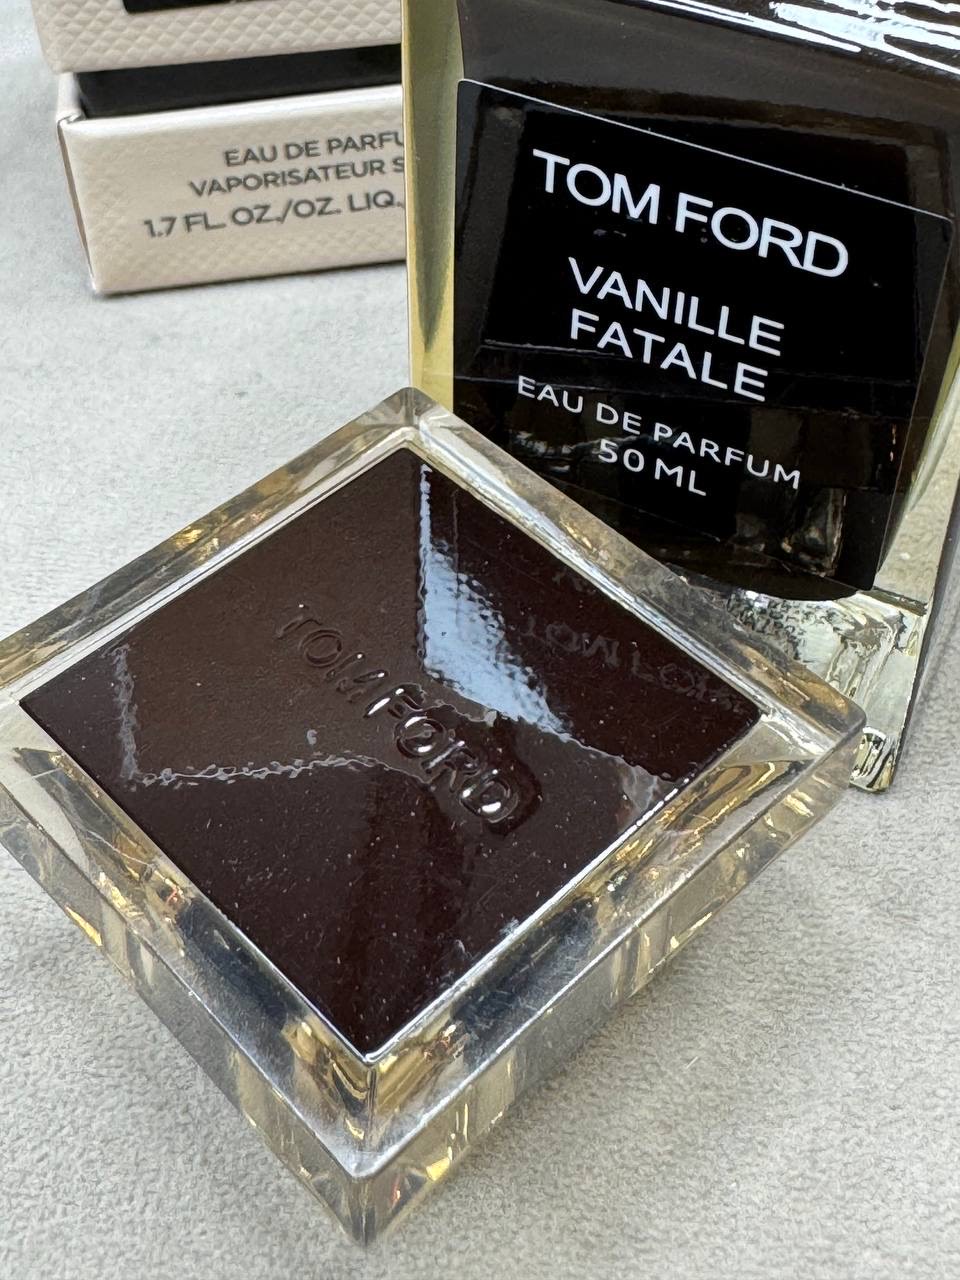 EAU DE PARFU
VAPORISATEUR S
1.7 FL. OZ./OZ. LIQ.,
TOM FORD
VANILLE
FATALE
EAU DE PARFUM
50 ML
TOM FORD